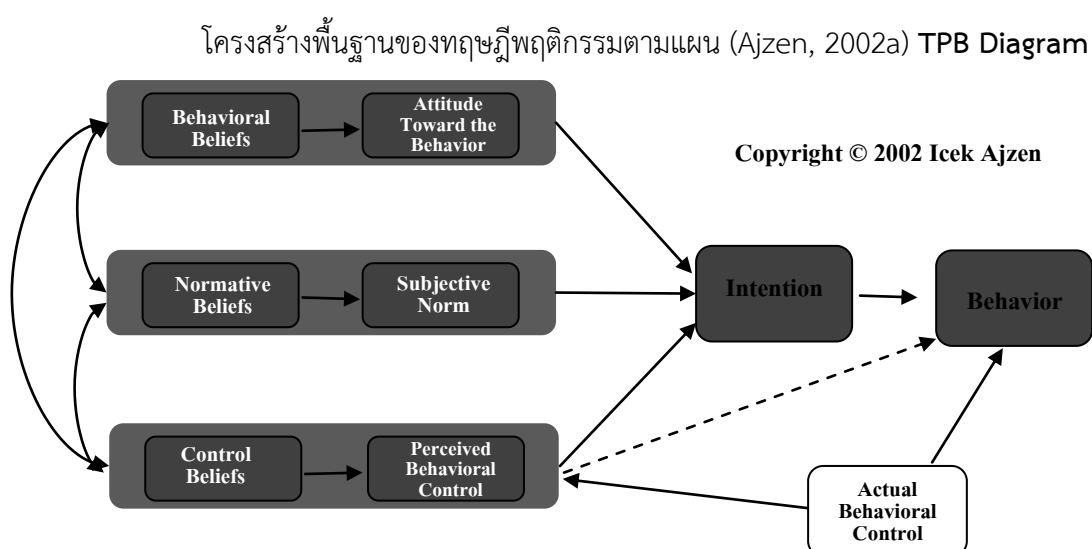 โครงสร้างพื้นฐานของทฤษฎีพฤติกรรมตามแผน (Ajzen, 2002a) TPB Diagram
Behavioral
Beliefs
Attitude
Toward the
Behavior
Copyright © 2002 Icek Ajzen
Normative
Beliefs
Subjective
Norm
Intention
Behavior
Control
Beliefs
Perceived
Behavioral
Control
Actual
Behavioral
Control